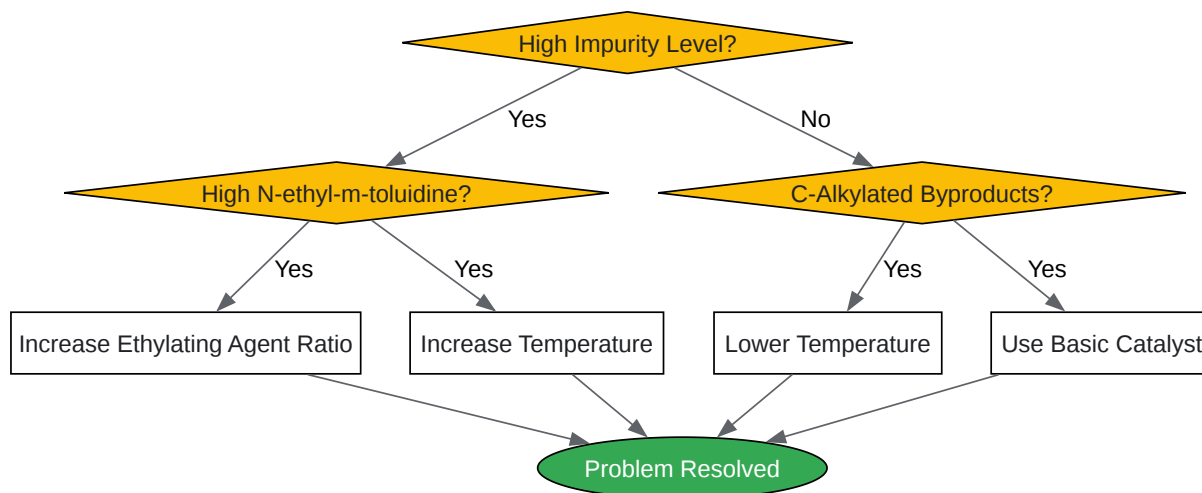 High Impurity Level?
Yes
No
High N-ethyl-m-toluidine?
C-Alkylated Byproducts?
Yes
Yes
Yes
Yes
Increase Ethylating Agent Ratio
Increase Temperature
Lower Temperature
Use Basic Catalyst
Problem Resolved